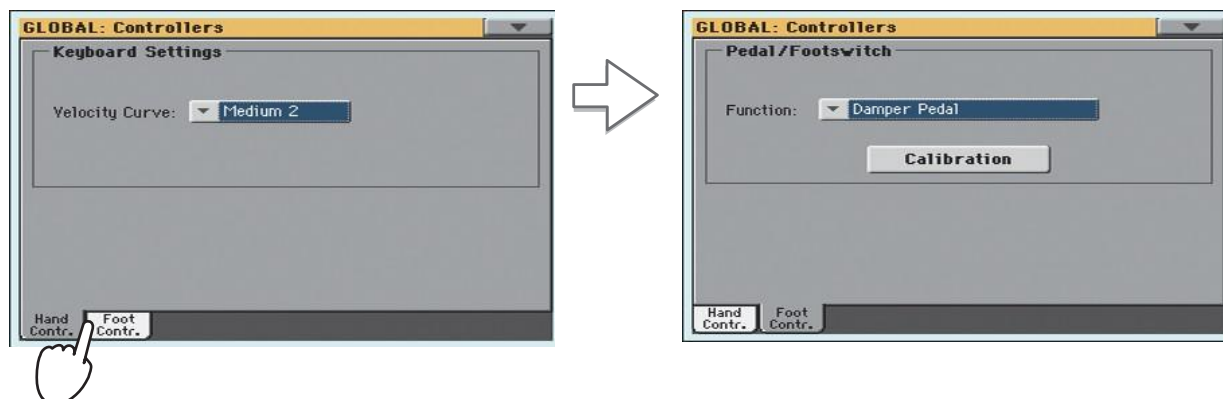 GLOBAL: Controllers
Keyboard Settings
Velocity Curve: Medium 2
Hand Contr.
Foot Contr.
GLOBAL: Controllers
Pedal/Footswitch
Function: Damper Pedal
Calibration
Hand Contr.
Foot Contr.